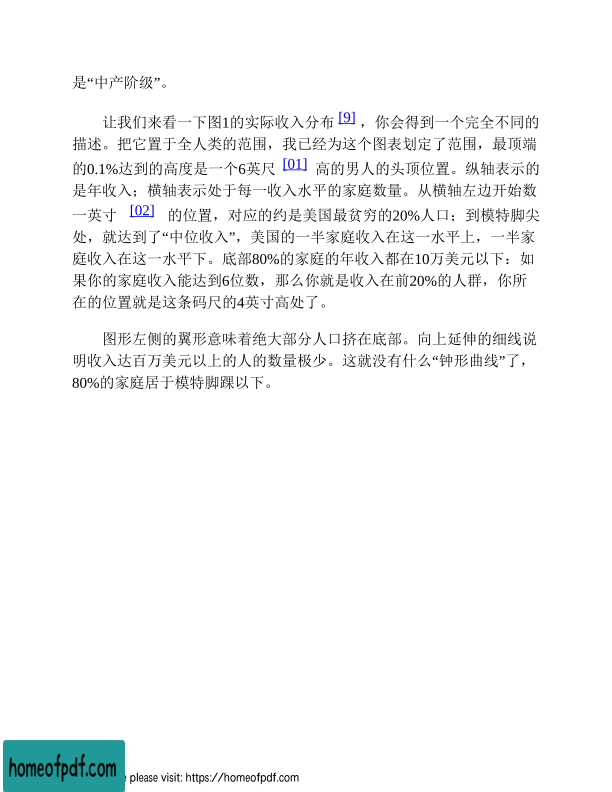 是“中产阶级”。
让我们来看一下图1的实际收入分布[9]，你会得到一个完全不同的
描述。把它置于全人类的范围，我已经为这个图表划定了范围，最顶端
的0.1%达到的高度是一个6英尺[01]高的男人的头顶位置。纵轴表示的
是年收入；横轴表示处于每一收入水平的家庭数量。从横轴左边开始数
一英寸[02]的位置，对应的约是美国最贫穷的20%人口；到模特脚尖
处，就达到了“中位收入”，美国的一半家庭收入在这一水平上，一半家
庭收入在这一水平下。底部80%的家庭的年收入都在10万美元以下：如
果你的家庭收入能达到6位数，那么你就是收入在前20%的人群，你所
在的位置就是这条码尺的4英寸高处了。
图形左侧的翼形意味着绝大部分人口挤在底部。向上延伸的细线说
明收入达百万美元以上的人的数量极少。这就没有什么“钟形曲线”了，
80%的家庭居于模特脚踝以下。
homeofpdf.com
e please visit: https://homeofpdf.com